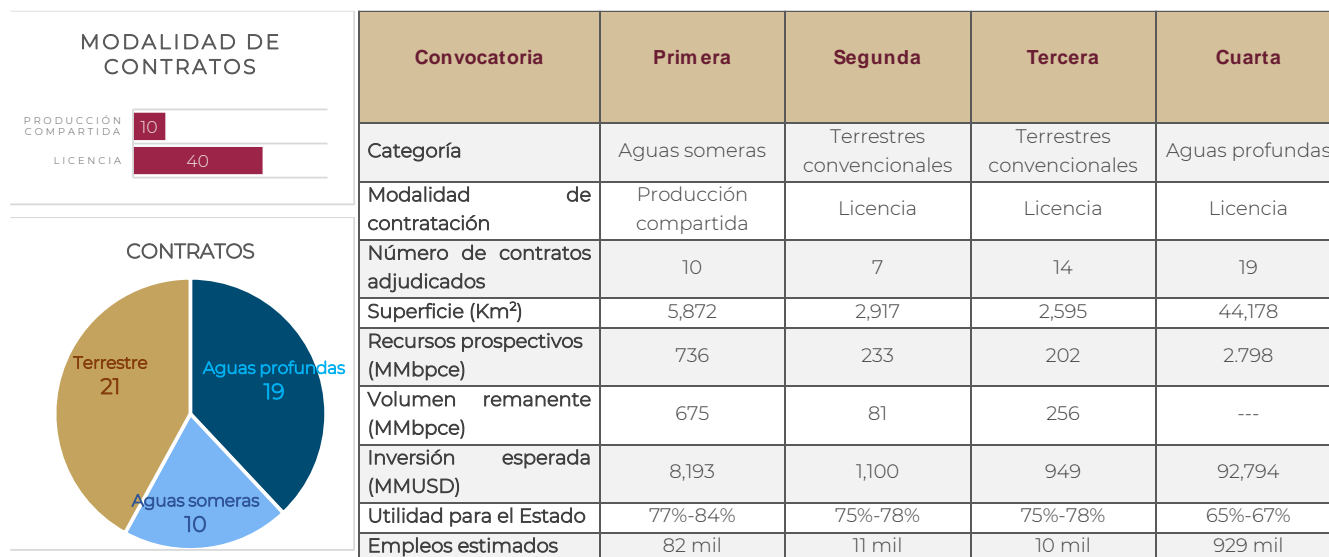 MODALIDAD DE
CONTRATOS
PRODUCCIÓN
COMPARTIDA
10
LICENCIA
40
CONTRATOS
Terrestre
21
Aguas profundas
19
Aguas someras
10
Convocatoria Primera Segunda Tercera Cuarta
Categoría Aguas someras Terrestres convencionales Terrestres convencionales Aguas profundas
Modalidad de contratación Producción compartida Licencia Licencia Licencia
Número de contratos adjudicados 10 7 14 19
Superficie (Km²) 5,872 2,917 2,595 44,178
Recursos prospectivos (MMbpce) 736 233 202 2.798
Volumen remanente (MMbpce) 675 81 256 ---
Inversión esperada (MMUSD) 8,193 1,100 949 92,794
Utilidad para el Estado 77%-84% 75%-78% 75%-78% 65%-67%
Empleos estimados 82 mil 11 mil 10 mil 929 mil